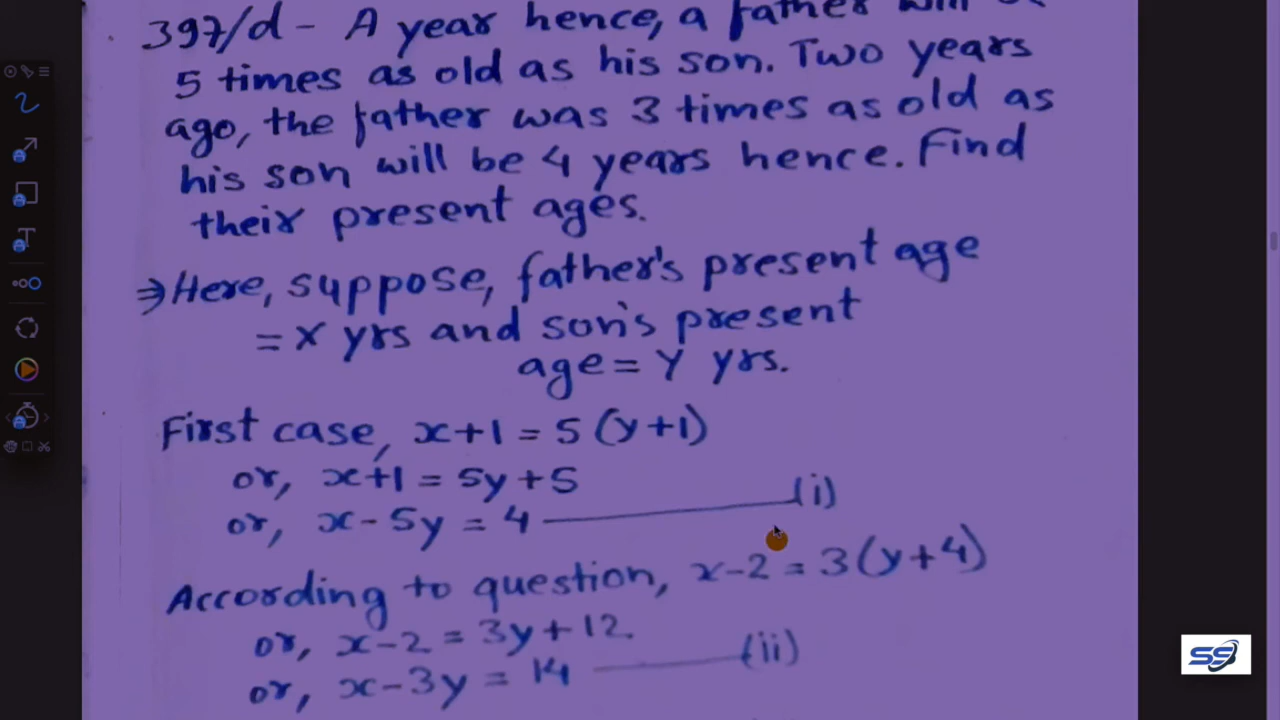 397/d - A year hence, a father will
5 times as old as his son. Two years
ago, the father was 3 times as old as
his son will be 4 years hence. Find
their present ages.
⇒ Here, suppose, father's present age
= x yrs and son's present
age = Y yrs.
First case, x+1 = 5 (y+1)
or, x+1 = 5y+5
or, x - 5y = 4 (i)
According to question, x-2 = 3(y+4)
or, x-2 = 3y+12.
or, x-3y = 14 (ii)
SG